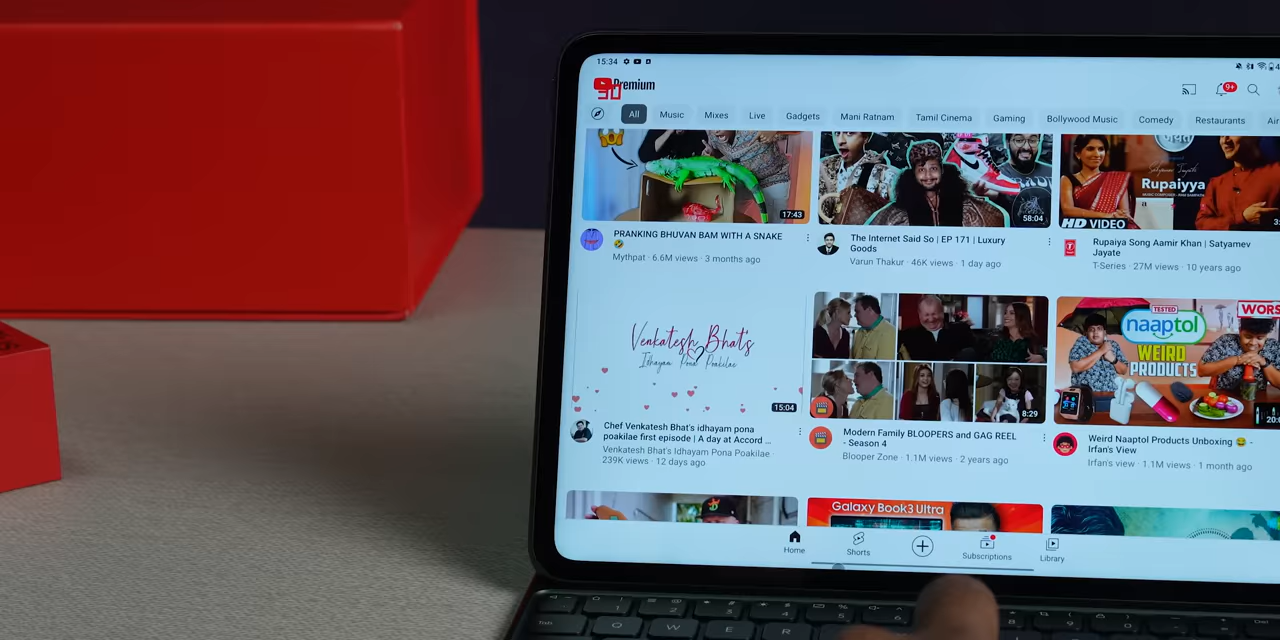 15:34
Premium
9+
All Music Mixes Live Gadgets Mani Ratnam Tamil Cinema Gaming Bollywood Music Comedy Restaurants
17:43
58:04
Rupaiyya
HD VIDEO
PRANKING BHUVAN BAM WITH A SNAKE
Mythpat · 6.6M views · 3 months ago
The Internet Said So | EP 171 | Luxury
Goods
Varun Thakur · 46K views · 1 day ago
Rupaiya Song Aamir Khan | Satyamev
Jayate
T-Series · 27M views · 10 years ago
Venkatesh Bhat's
Idhayam Pona Poakilae
15:04
8:29
TESTED
naaptol
WEIRD
PRODUCTS
WORS
20:
Chef Venkatesh Bhat's idhayam pona
poakilae first episode | A day at Accord ...
Venkatesh Bhat's Idhayam Pona Poakilae ·
239K views · 12 days ago
Modern Family BLOOPERS and GAG REEL
- Season 4
Blooper Zone · 1.1M views · 2 years ago
Weird Naaptol Products Unboxing 😂 -
Irfan's View
Irfan's view · 1.1M views · 1 month ago
Galaxy Book3 Ultra
Home Shorts Subscriptions Library
Tab Q W E R